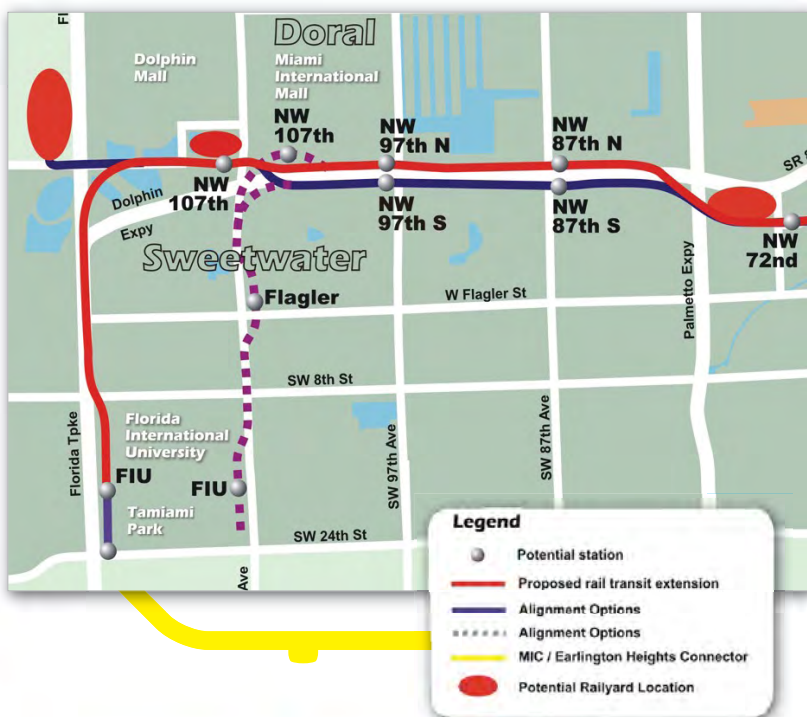 Fl
Doral
Dolphin
Mall
Miami
International
Mall
NW
107th
NW
97th N
NW
87th N
SR 8
NW
107th
Dolphin
Expy
NW
97th S
NW
87th S
NW
72nd
Sweetwater
Palmetto Expy
Flagler
W Flagler St
SW 8th St
Florida
International
University
Florida Tpke
SW 97th Ave
SW 87th Ave
FIU
FIU
Tamiami
Park
SW 24th St
Ave
Legend
Potential station
Proposed rail transit extension
Alignment Options
Alignment Options
MIC / Earlington Heights Connector
Potential Railyard Location